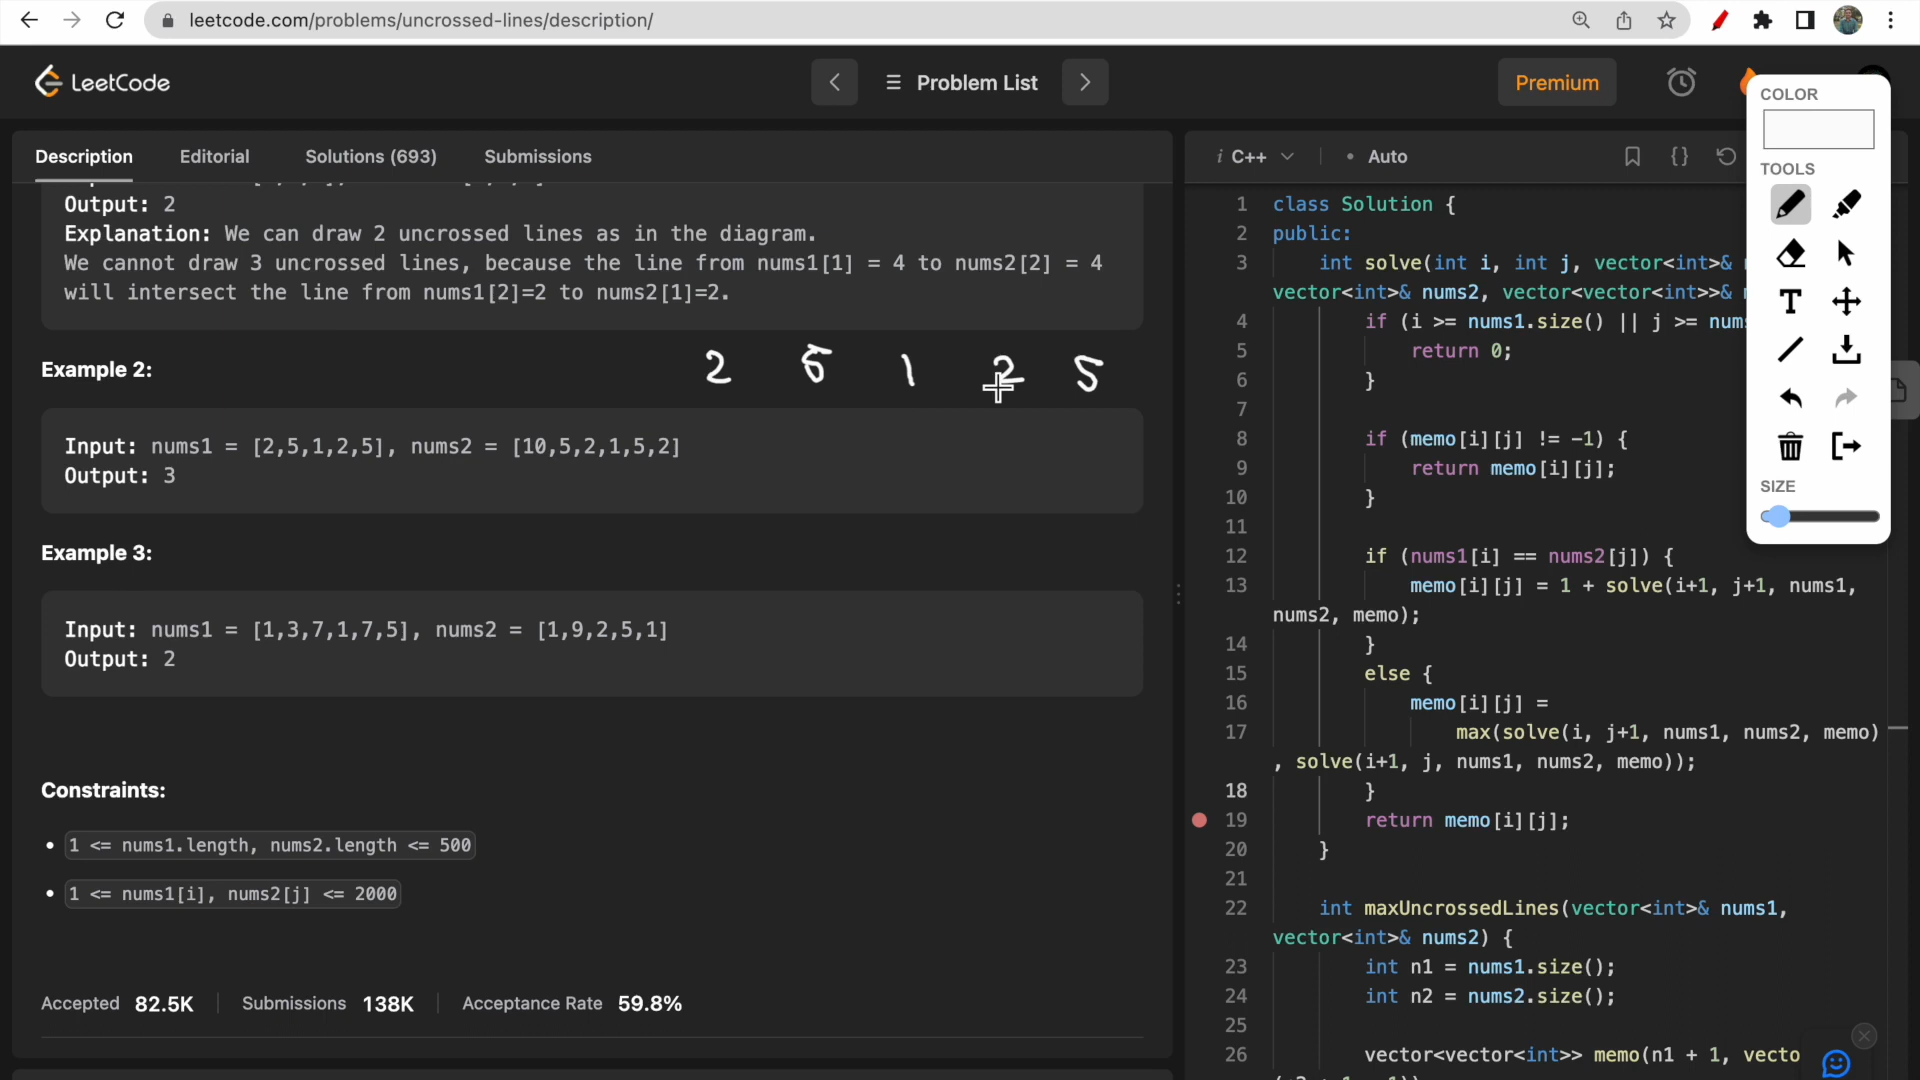 leetcode.com/problems/uncrossed-lines/description/
LeetCode
Problem List
Premium
COLOR
TOOLS
SIZE
Description Editorial Solutions (693) Submissions
Output: 2
Explanation: We can draw 2 uncrossed lines as in the diagram.
We cannot draw 3 uncrossed lines, because the line from nums1[1] = 4 to nums2[2] = 4
will intersect the line from nums1[2]=2 to nums2[1]=2.
2 5 1 2 5
Example 2:
Input: nums1 = [2,5,1,2,5], nums2 = [10,5,2,1,5,2]
Output: 3
Example 3:
Input: nums1 = [1,3,7,1,7,5], nums2 = [1,9,2,5,1]
Output: 2
Constraints:
1 <= nums1.length, nums2.length <= 500
1 <= nums1[i], nums2[j] <= 2000
Accepted 82.5K Submissions 138K Acceptance Rate 59.8%
i C++ • Auto
1 class Solution {
2 public:
3 int solve(int i, int j, vector<int>&
vector<int>& nums2, vector<vector<int>>&
4 if (i >= nums1.size() || j >=
5 return 0;
6 }
7
8 if (memo[i][j] != -1) {
9 return memo[i][j];
10 }
11
12 if (nums1[i] == nums2[j]) {
13 memo[i][j] = 1 + solve(i+1, j+1, nums1,
nums2, memo);
14 }
15 else {
16 memo[i][j] =
17 max(solve(i, j+1, nums1, nums2, memo)
, solve(i+1, j, nums1, nums2, memo));
18 }
19 return memo[i][j];
20 }
21
22 int maxUncrossedLines(vector<int>& nums1,
vector<int>& nums2) {
23 int n1 = nums1.size();
24 int n2 = nums2.size();
25
26 vector<vector<int>> memo(n1 + 1, vecto